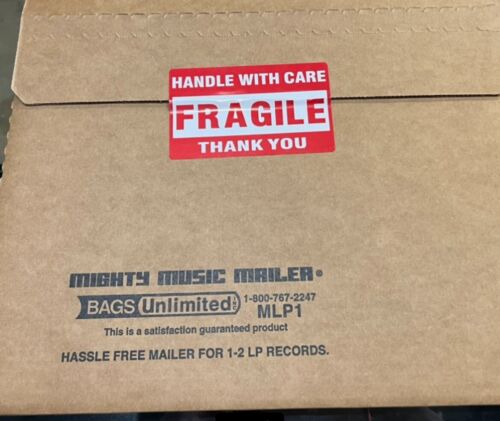 HANDLE WITH CARE
FRAGILE
THANK YOU
MIGHTY MUSIC MAILER®
BAGS Unlimited INC 1-800-767-2247
MLP1
This is a satisfaction guaranteed product
HASSLE FREE MAILER FOR 1-2 LP RECORDS.